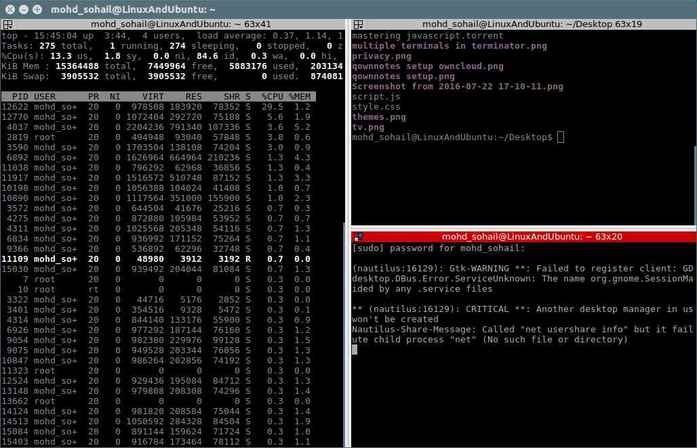 mohd_sohail@LinuxAndUbuntu: ~
mohd_sohail@LinuxAndUbuntu: ~ 63x41
top - 15:45:04 up 3:44, 4 users, load average: 0.37, 1.14, 1
Tasks: 275 total, 1 running, 274 sleeping, 0 stopped, 0 z
%Cpu(s): 13.3 us, 1.8 sy, 0.0 ni, 84.6 id, 0.3 wa, 0.0 hi,
KiB Mem : 15364488 total, 7449964 free, 5883176 used, 203134
KiB Swap: 3905532 total, 3905532 free, 0 used. 874081
PID USER PR NI VIRT RES SHR S %CPU %MEM
12622 mohd_so+ 20 0 978508 183920 78352 S 29.5 1.2
12770 mohd_so+ 20 0 1072404 292720 75188 S 5.6 1.9
4037 mohd_so+ 20 0 2204236 791340 107336 S 3.6 5.2
2819 root 20 0 494948 93040 57848 S 3.0 0.6
3590 mohd_so+ 20 0 1703504 138108 74204 S 3.0 0.9
6892 mohd_so+ 20 0 1626964 664964 210236 S 1.3 4.3
11038 mohd_so+ 20 0 796292 62968 36856 S 1.3 0.4
11917 mohd_so+ 20 0 1516572 510748 87152 S 1.3 3.3
10198 mohd_so+ 20 0 1056388 104024 41408 S 1.0 0.7
10690 mohd_so+ 20 0 1117564 351000 155900 S 1.0 2.3
3572 mohd_so+ 20 0 644504 41676 25216 S 0.7 0.3
4275 mohd_so+ 20 0 872880 105984 53952 S 0.7 0.7
4311 mohd_so+ 20 0 1025568 205348 54116 S 0.7 1.3
6834 mohd_so+ 20 0 936992 171152 75264 S 0.7 1.1
9366 mohd_so+ 20 0 536892 62296 32748 S 0.7 0.4
11109 mohd_so+ 20 0 48980 3912 3192 R 0.7 0.0
15030 mohd_so+ 20 0 939492 204044 81084 S 0.7 1.3
7 root 20 0 0 0 0 S 0.3 0.0
10 root rt 0 0 0 0 S 0.3 0.0
3322 mohd_so+ 20 0 44716 5176 2852 S 0.3 0.0
3401 mohd_so+ 20 0 354516 9328 5472 S 0.3 0.1
4314 mohd_so+ 20 0 844140 133176 55900 S 0.3 0.9
6926 mohd_so+ 20 0 977292 187144 76160 S 0.3 1.2
9054 mohd_so+ 20 0 982380 229976 99128 S 0.3 1.5
9075 mohd_so+ 20 0 949528 203344 76056 S 0.3 1.3
10847 mohd_so+ 20 0 986264 202856 74192 S 0.3 1.3
11323 root 20 0 0 0 0 S 0.3 0.0
12524 mohd_so+ 20 0 929436 195084 84712 S 0.3 1.3
13148 mohd_so+ 20 0 979808 208308 74296 S 0.3 1.4
13662 root 20 0 0 0 0 S 0.3 0.0
14124 mohd_so+ 20 0 981820 208584 75044 S 0.3 1.4
14513 mohd_so+ 20 0 1050592 284328 84504 S 0.3 1.9
15084 mohd_so+ 20 0 891144 159624 71724 S 0.3 1.0
15403 mohd_so+ 20 0 916784 173464 78112 S 0.3 1.1
mohd_sohail@LinuxAndUbuntu: ~/Desktop 63x19
mastering javascript.torrent
multiple terminals in terminator.png
privacy.png
qownnotes setup owncloud.png
qownnotes setup.png
Screenshot from 2016-07-22 17-10-11.png
script.js
style.css
themes.png
tv.png
mohd_sohail@LinuxAndUbuntu:~/Desktop$
mohd_sohail@LinuxAndUbuntu: ~ 63x20
[sudo] password for mohd_sohail:
(nautilus:16129): Gtk-WARNING **: Failed to register client: GD
desktop.DBus.Error.ServiceUnknown: The name org.gnome.SessionMa
ided by any .service files
** (nautilus:16129): CRITICAL **: Another desktop manager in us
won't be created
Nautilus-Share-Message: Called "net usershare info" but it fail
ute child process "net" (No such file or directory)